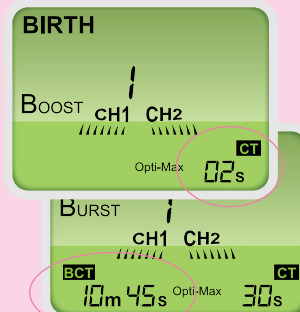 BIRTH
1
BOOST CH1 CH2
CT
Opti-Max 02s
BURST 1
CH1 CH2
BCT CT
10m 45s Opti-Max 30s